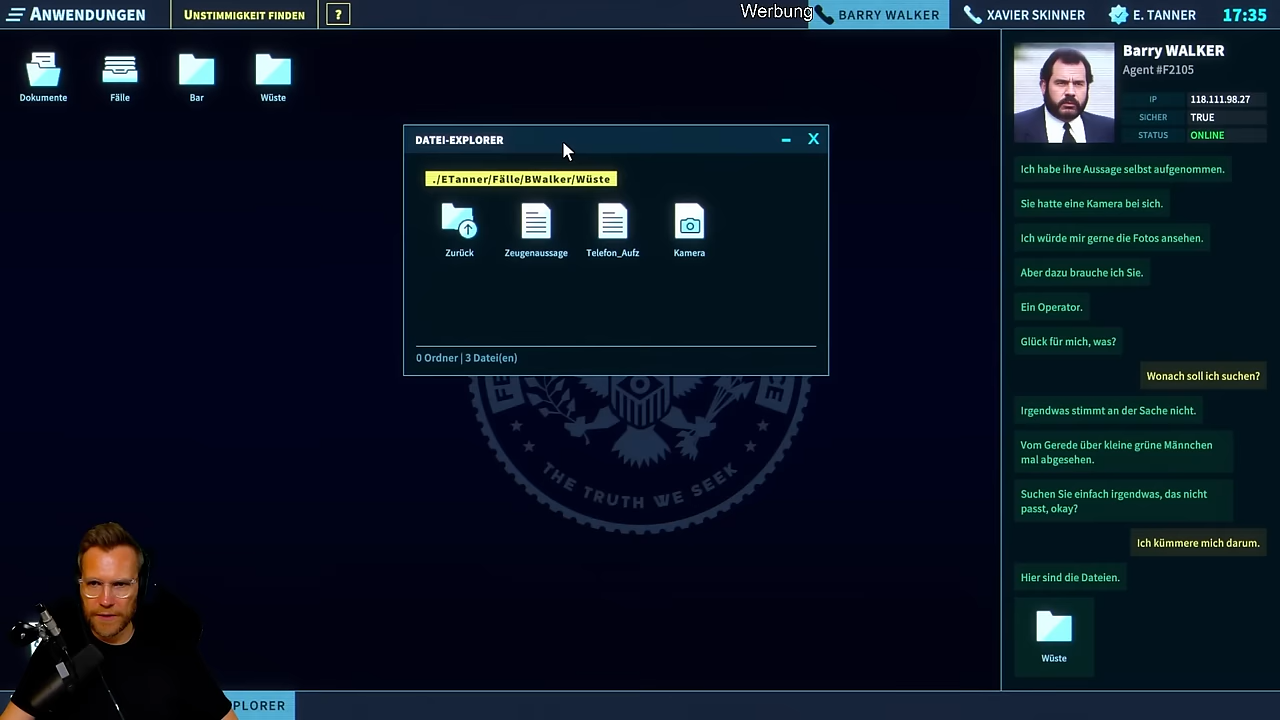 ANWENDUNGEN
UNSTIMMIGKEIT FINDEN
?
Werbung
BARRY WALKER
XAVIER SKINNER
E. TANNER
17:35
Dokumente
Fälle
Bar
Wüste
DATEI-EXPLORER
X
./ETanner/Fälle/BWalker/Wüste
Zurück
Zeugenaussage
Telefon_Aufz
Kamera
0 Ordner | 3 Datei(en)
THE TRUTH WE SEEK
Barry WALKER
Agent #F2105
IP
118.111.98.27
SICHER
TRUE
STATUS
ONLINE
Ich habe ihre Aussage selbst aufgenommen.
Sie hatte eine Kamera bei sich.
Ich würde mir gerne die Fotos ansehen.
Aber dazu brauche ich Sie.
Ein Operator.
Glück für mich, was?
Wonach soll ich suchen?
Irgendwas stimmt an der Sache nicht.
Vom Gerede über kleine grüne Männchen
mal abgesehen.
Suchen Sie einfach irgendwas, das nicht
passt, okay?
Ich kümmere mich darum.
Hier sind die Dateien.
Wüste
PLORER